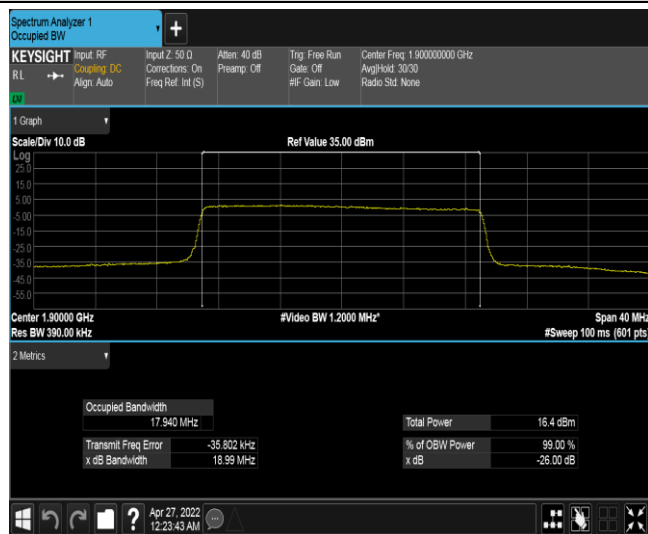 Spectrum Analyzer 1
Occupied BW
+
KEYSIGHT Input: RF Input Z: 50 Ω Atten: 40 dB Trig: Free Run Center Freq: 1.900000000 GHz
RL Coupling: DC Corrections: On Preamp: Off Gate: Off Avg|Hold: 30/30
Align: Auto Freq Ref: Int (S) #IF Gain: Low Radio Std: None
1 Graph
Scale/Div 10.0 dB Ref Value 35.00 dBm
Log
25.0
15.0
5.00
-5.00
-15.0
-25.0
-35.0
-45.0
-55.0
Center 1.90000 GHz #Video BW 1.2000 MHz* Span 40 MHz
Res BW 390.00 kHz #Sweep 100 ms (601 pts)
2 Metrics
Occupied Bandwidth
17.940 MHz Total Power 16.4 dBm
Transmit Freq Error -35.802 kHz % of OBW Power 99.00 %
x dB Bandwidth 18.99 MHz x dB -26.00 dB
? Apr 27, 2022
12:23:43 AM